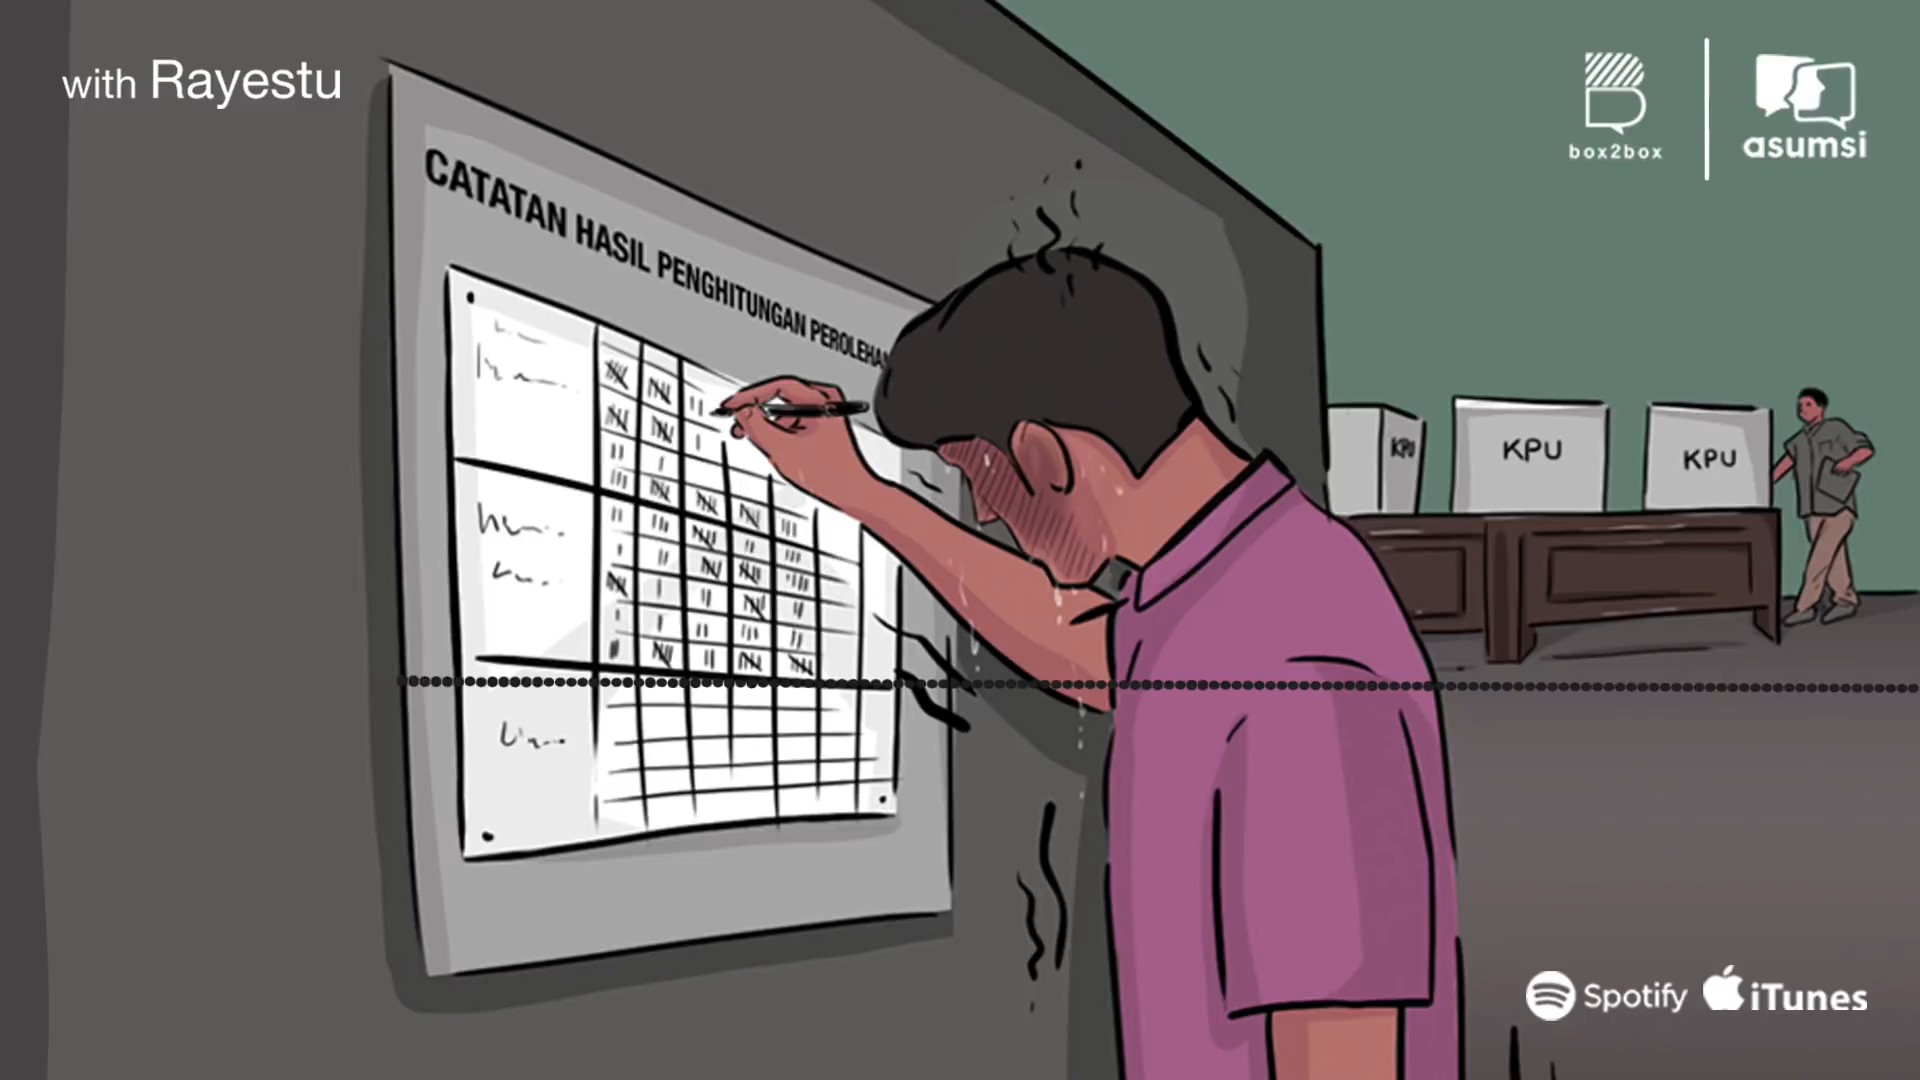 with Rayestu
box2box
asumsi
CATATAN HASIL PENGHITUNGAN PEROLEHAN
KPU
KPU
KPU
Spotify
iTunes